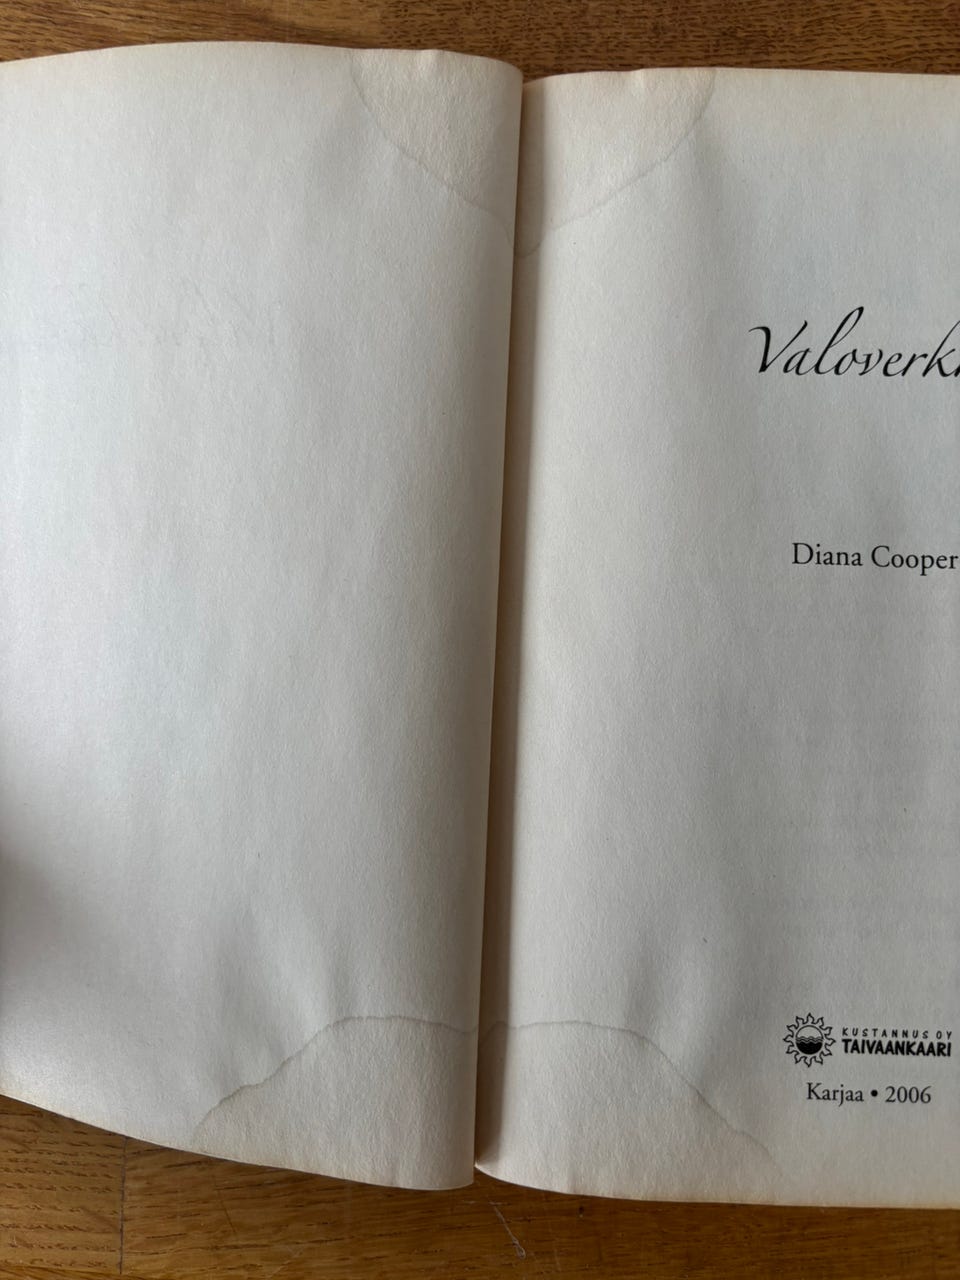 Valoverk
Diana Cooper
KUSTANNUS OY
TAIVAANKAARI
Karjaa • 2006